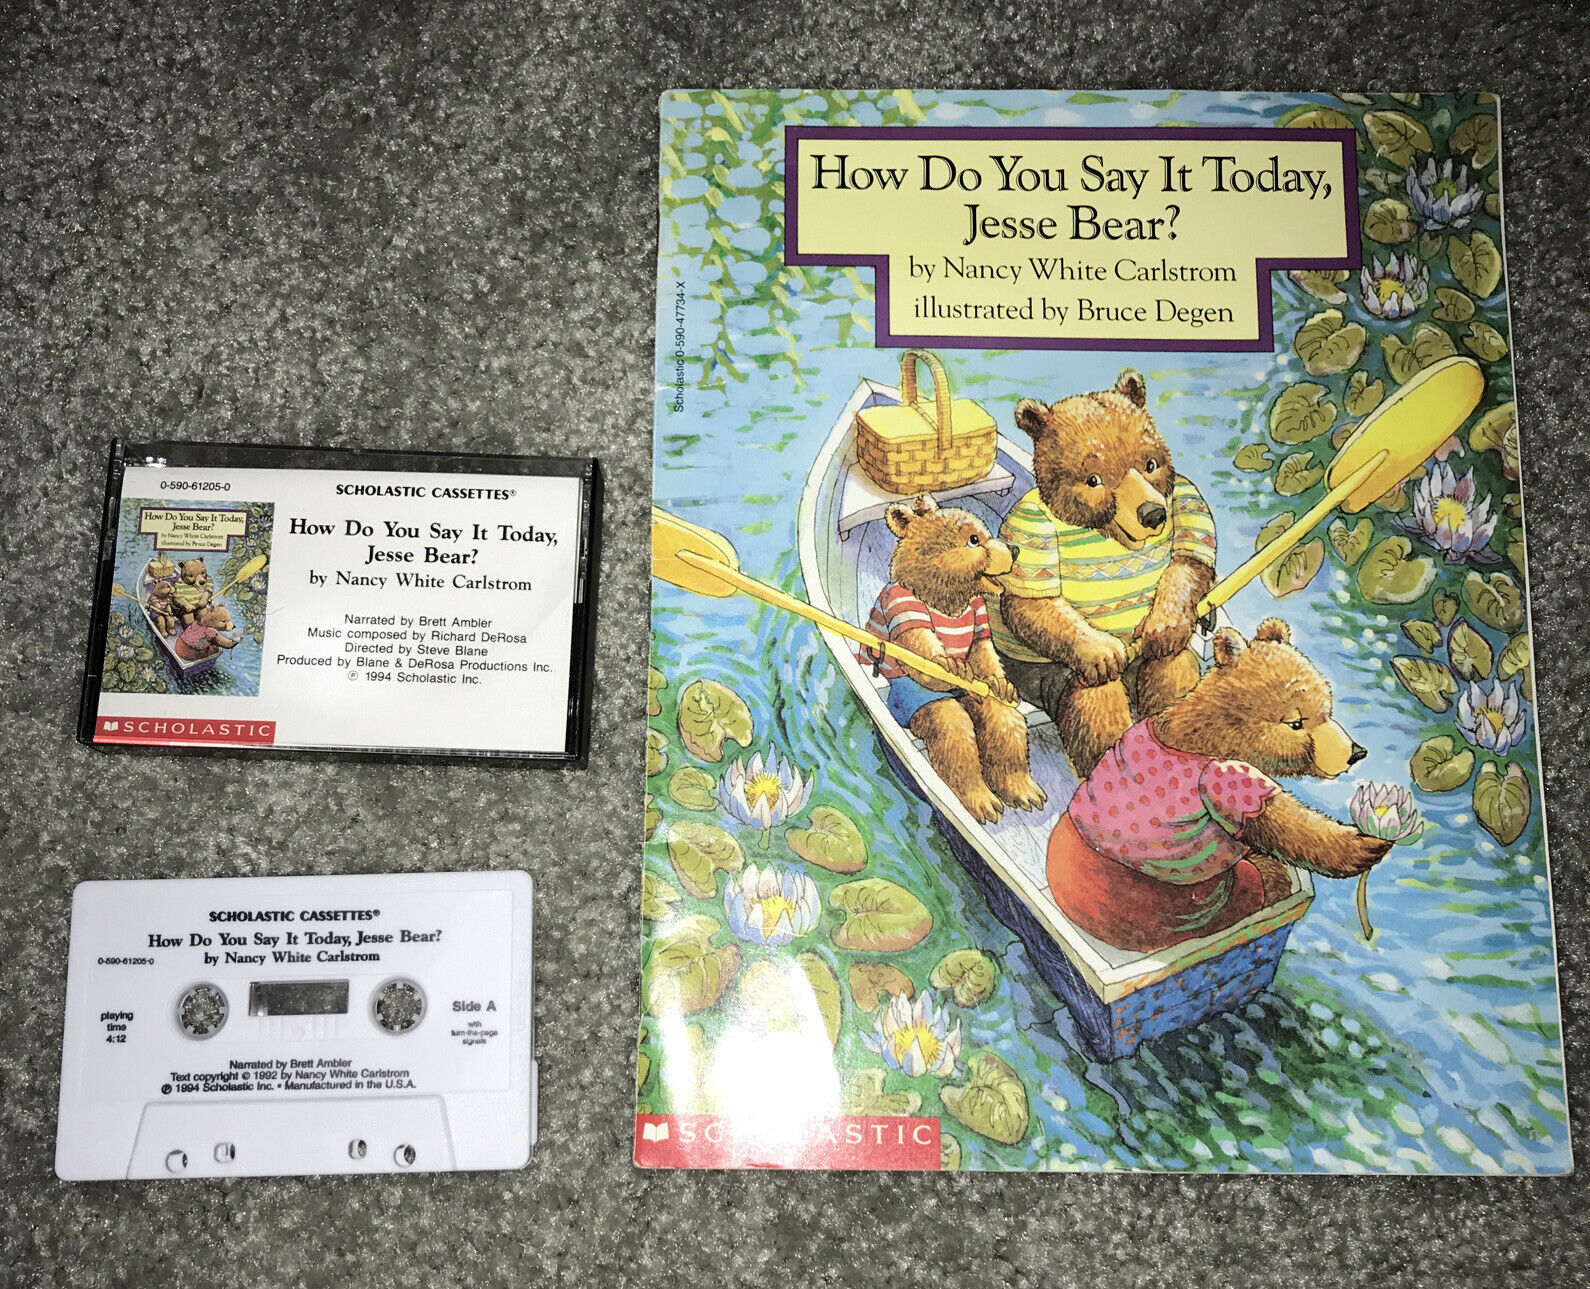 0-590-61205-0
SCHOLASTIC CASSETTES®
How Do You Say It Today,
Jesse Bear?
by Nancy White Carlstrom
illustrated by Bruce Degen
How Do You Say It Today,
Jesse Bear?
by Nancy White Carlstrom
Narrated by Brett Ambler
Music composed by Richard DeRosa
Directed by Steve Blane
Produced by Blane & DeRosa Productions Inc.
℗ 1994 Scholastic Inc.
SCHOLASTIC
SCHOLASTIC CASSETTES®
How Do You Say It Today, Jesse Bear?
by Nancy White Carlstrom
0-590-61205-0
playing
time
4:12
Side A
with
turn-the-page
signals
Narrated by Brett Ambler
Text copyright © 1992 by Nancy White Carlstrom
℗ 1994 Scholastic Inc. • Manufactured in the U.S.A.
How Do You Say It Today,
Jesse Bear?
by Nancy White Carlstrom
illustrated by Bruce Degen
Scholastic 0-590-47734-X
SCHOLASTIC